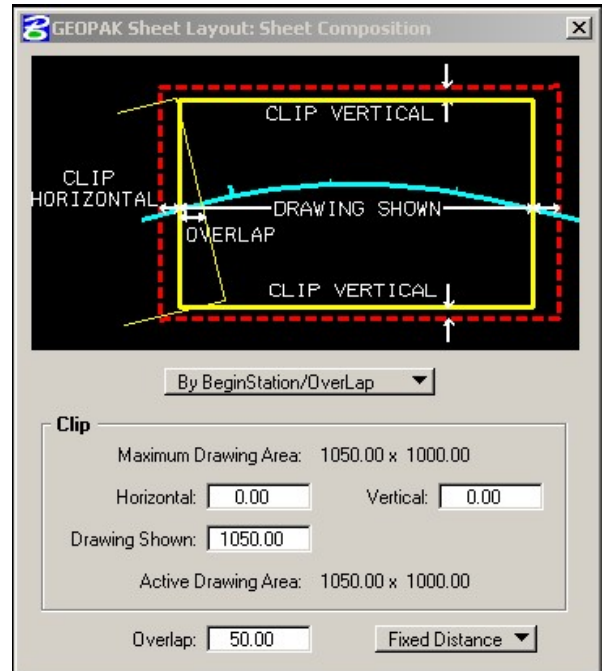 GEOPAK Sheet Layout: Sheet Composition
CLIP VERTICAL
CLIP
HORIZONTAL
DRAWING SHOWN
OVERLAP
CLIP VERTICAL
By BeginStation/OverLap
Clip
Maximum Drawing Area: 1050.00 x 1000.00
Horizontal: 0.00 Vertical: 0.00
Drawing Shown: 1050.00
Active Drawing Area: 1050.00 x 1000.00
Overlap: 50.00 Fixed Distance